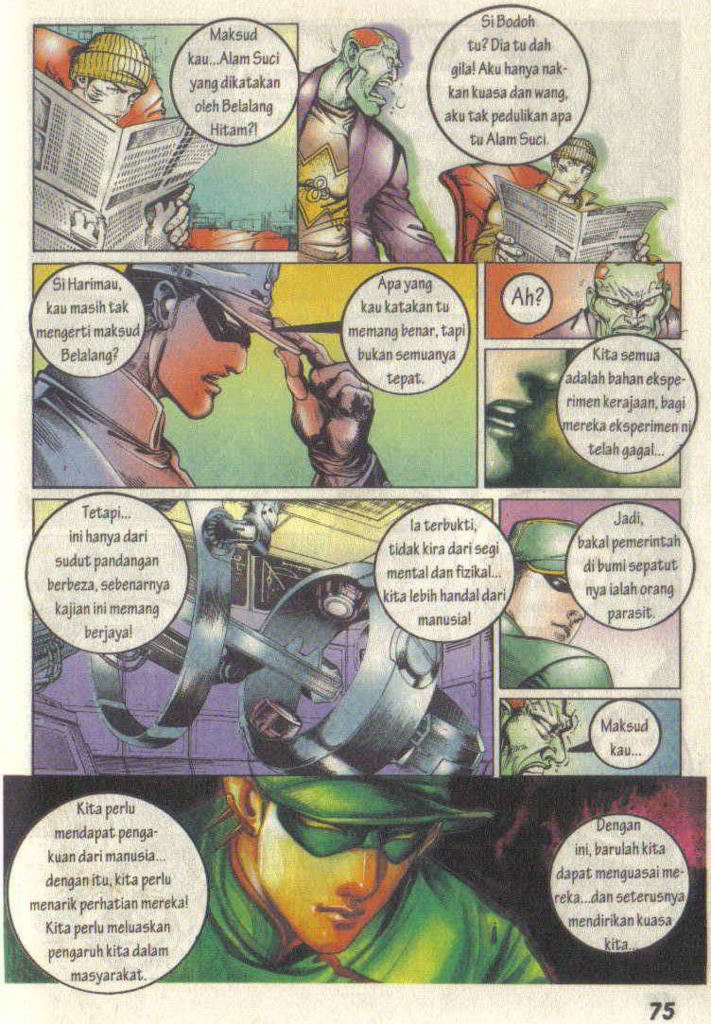 Maksud
kau...Alam Suci
yang dikatakan
oleh Belalang
Hitam?!
Si Bodoh
tu? Dia tu dah
gila! Aku hanya nak-
kan kuasa dan wang,
aku tak pedulikan apa
tu Alam Suci.
Si Harimau,
kau masih tak
mengerti maksud
Belalang?
Apa yang
kau katakan tu
memang benar, tapi
bukan semuanya
tepat.
Ah?
Kita semua
adalah bahan ekspe-
rimen kerajaan, bagi
mereka eksperimen ni
telah gagal...
Tetapi...
ini hanya dari
sudut pandangan
berbeza, sebenarnya
kajian ini memang
berjaya!
Ia terbukti,
tidak kira dari segi
mental dan fizikal...
kita lebih handal dari
manusia!
Jadi,
bakal pemerintah
di bumi sepatut
nya ialah orang
parasit.
Maksud
kau...
Kita perlu
mendapat penga-
kuan dari manusia...
dengan itu, kita perlu
menarik perhatian mereka!
Kita perlu meluaskan
pengaruh kita dalam
masyarakat.
Dengan
ini, barulah kita
dapat menguasai me-
reka...dan seterusnya
mendirikan kuasa
kita...
75